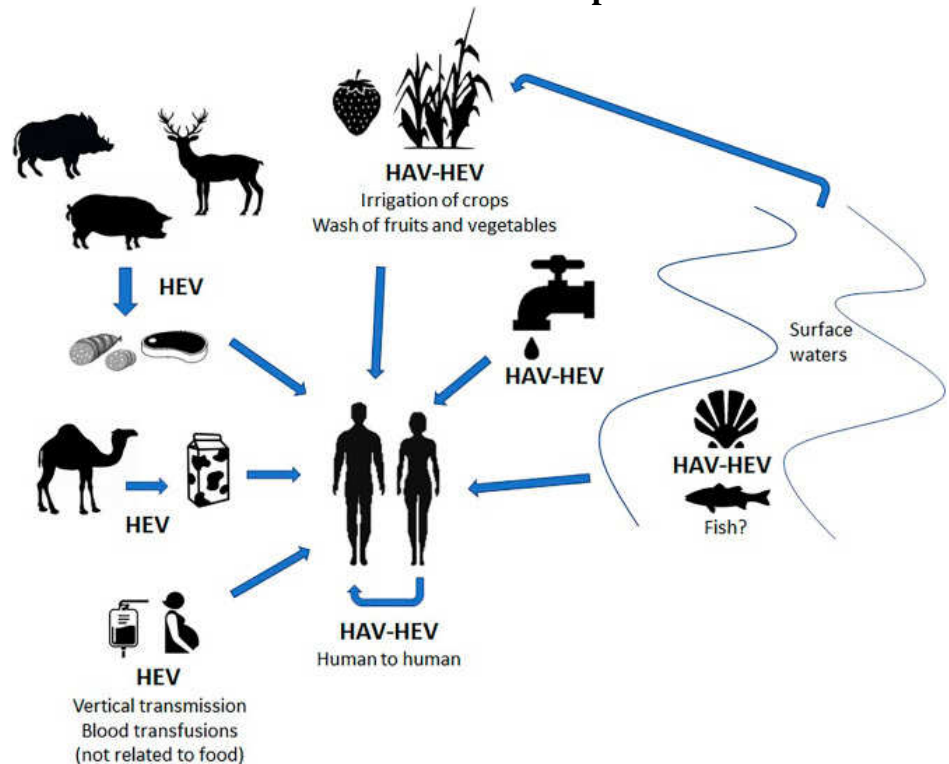 HAV-HEV
Irrigation of crops
Wash of fruits and vegetables
HEV
HAV-HEV
Surface
waters
HAV-HEV
Fish?
HEV
HAV-HEV
Human to human
HEV
Vertical transmission
Blood transfusions
(not related to food)